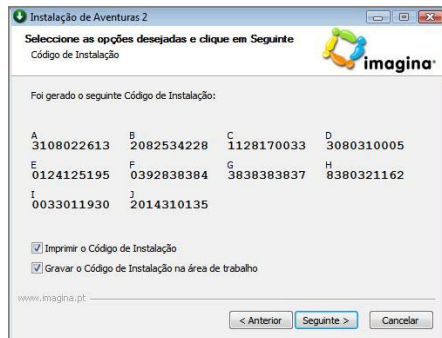 Instalação de Aventuras 2
Seleccione as opções desejadas e clique em Seguinte
Código de Instalação
imagina
Foi gerado o seguinte Código de Instalação:
A B C D
3108022613 2082534228 1128170033 3080310005
E F G H
0124125195 0392838384 3838383837 8380321162
I J
0033011930 2014310135
Imprimir o Código de Instalação
Gravar o Código de Instalação na área de trabalho
www.imagina.pt
< Anterior Seguinte > Cancelar